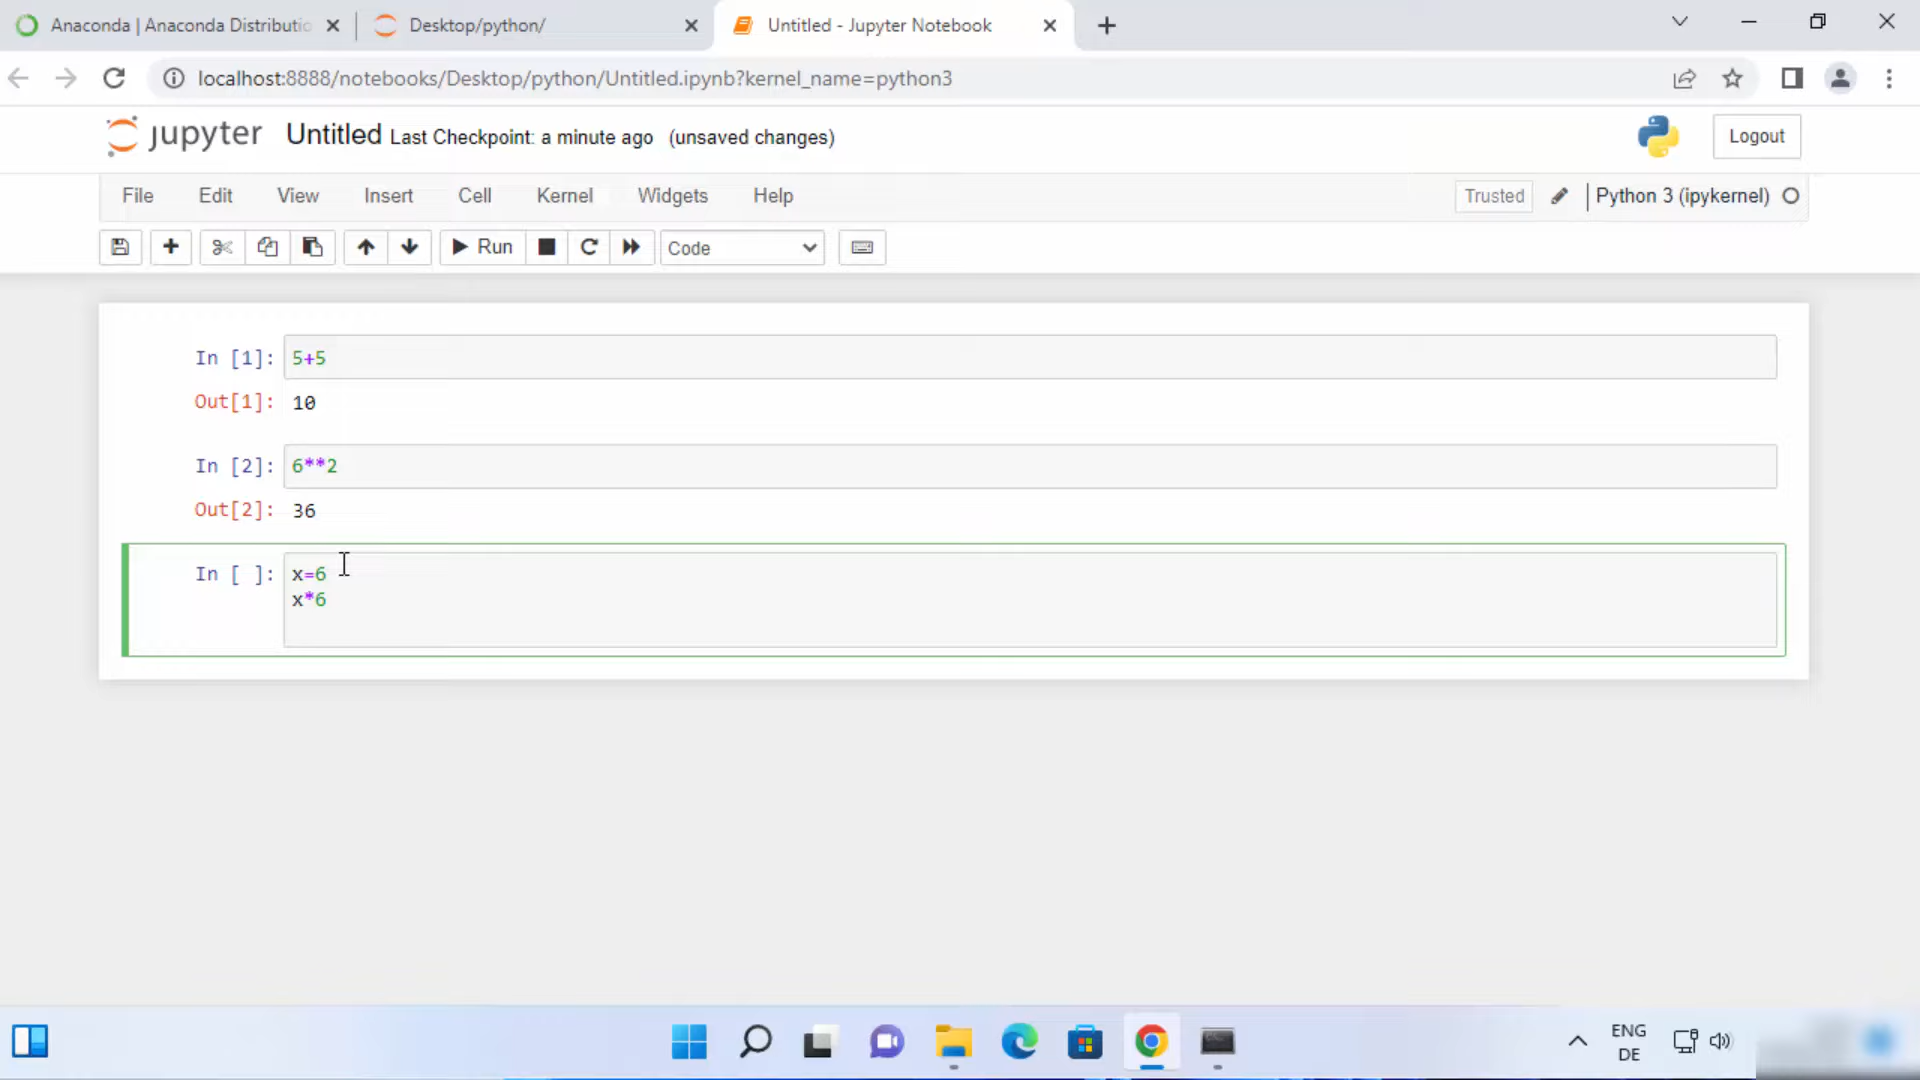 Anaconda | Anaconda Distributio
Desktop/python/
Untitled - Jupyter Notebook
localhost:8888/notebooks/Desktop/python/Untitled.ipynb?kernel_name=python3
jupyter Untitled Last Checkpoint: a minute ago (unsaved changes)
Logout
File Edit View Insert Cell Kernel Widgets Help
Trusted Python 3 (ipykernel)
Run Code
In [1]: 5+5
Out[1]: 10
In [2]: 6**2
Out[2]: 36
In [ ]: x=6
x*6
ENG
DE